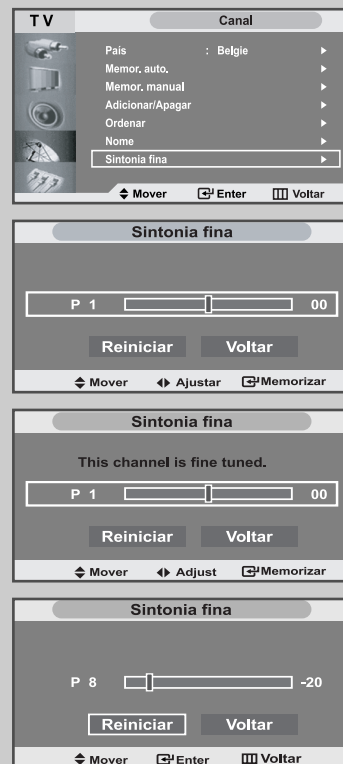 TV Canal
País : Belgie
Memor. auto.
Memor. manual
Adicionar/Apagar
Ordenar
Nome
Sintonia fina
Mover Enter Voltar
Sintonia fina
P 1 00
Reiniciar Voltar
Mover Ajustar Memorizar
Sintonia fina
This channel is fine tuned.
P 1 00
Reiniciar Voltar
Mover Adjust Memorizar
Sintonia fina
P 8 -20
Reiniciar Voltar
Mover Enter Voltar